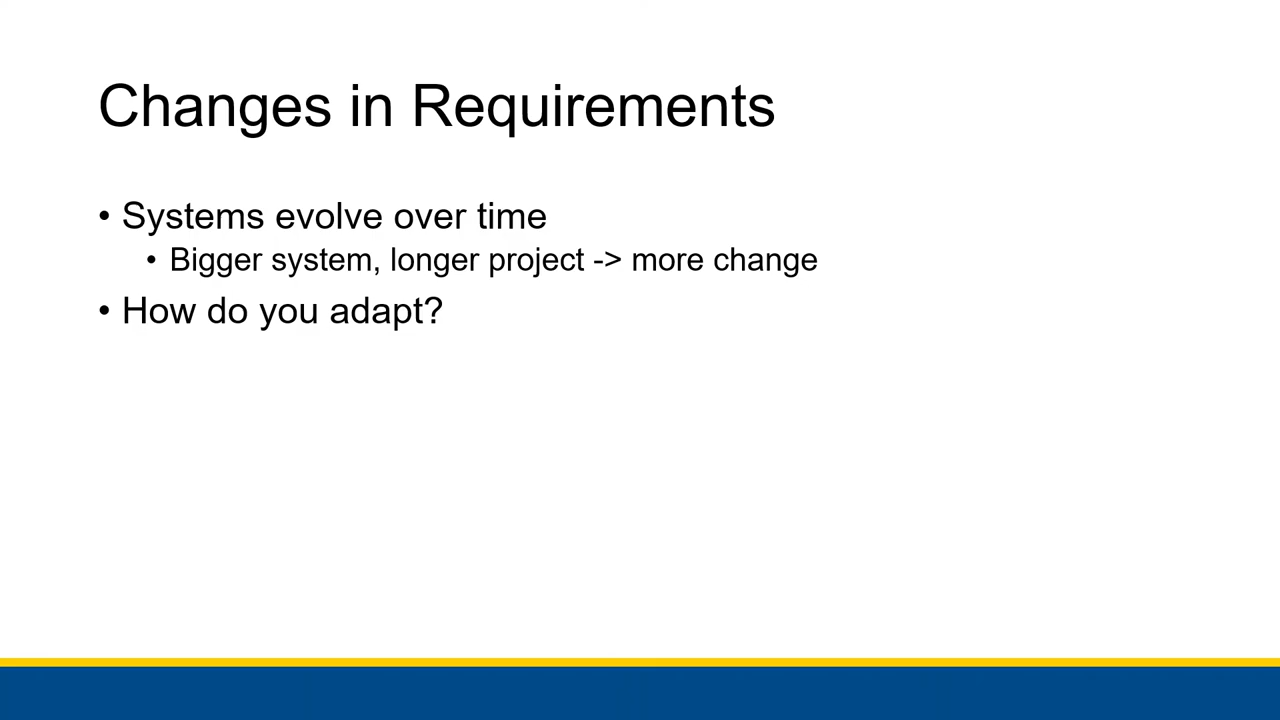 Changes in Requirements
• Systems evolve over time
• Bigger system, longer project -> more change
• How do you adapt?